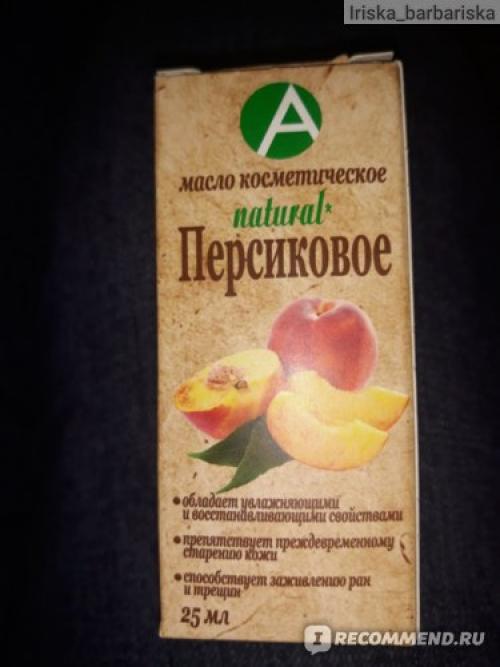 Iriska_barbariska
А
масло косметическое
natural*
Персиковое
•обладает увлажняющими
и восстанавливающими свойствами
•препятствует преждевременному
старению кожи
•способствует заживлению ран
и трещин
25 мл
IRECOMMEND.RU